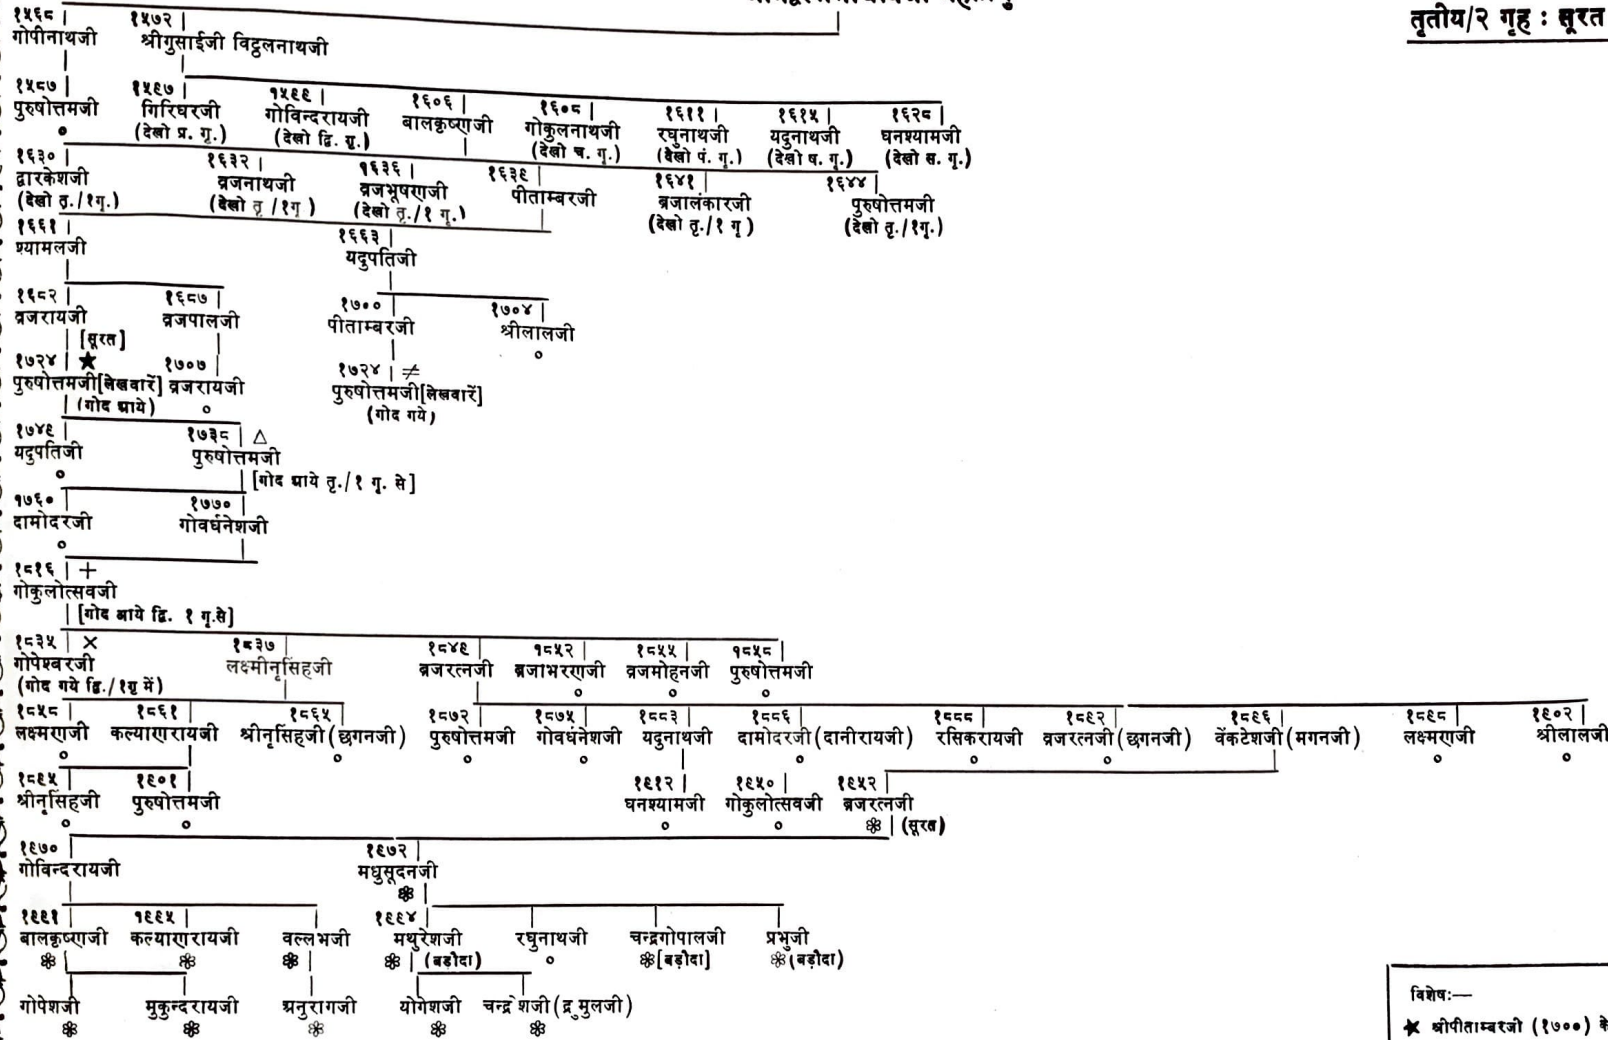 तृतीय/२ गृह : सूरत
१५६८ १५७२
गोपीनाथजी श्रीगुसाईजी विट्ठलनाथजी
१५८७ १५९७ १५९९ १६०६ १६०८ १६११ १६१५ १६२८
पुरुषोत्तमजी गिरिधरजी गोविन्दरायजी बालकृष्णजी गोकुलनाथजी रघुनाथजी यदुनाथजी घनश्यामजी
(देखो प्र. गृ.) (देखो द्वि. गृ.) (देखो च. गृ.) (देखो पं. गृ.) (देखो ष. गृ.) (देखो स. गृ.)
१६३० १६३२ १६३६ १६३९ १६४१ १६४४
द्वारकेशजी व्रजनाथजी व्रजभूषणजी पीताम्बरजी ब्रजालंकारजी पुरुषोत्तमजी
(देखो तृ./१गृ.) (देखो तृ /१गृ ) (देखो तृ./१ गृ.) (देखो तृ./१ गृ ) (देखो तृ./१गृ.)
१६६१ १६६३
श्यामलजी यदुपतिजी
१६८२ १६८७ १७०० १७०४
व्रजरायजी व्रजपालजी पीताम्बरजी श्रीलालजी
[सूरत]
१७२४ ★ १७०७ १७२४ ≠
पुरुषोत्तमजी[लेखवारें] व्रजरायजी पुरुषोत्तमजी[लेखवारें]
(गोद आये) (गोद गये)
१७४९ १७३८ △
यदुपतिजी पुरुषोत्तमजी
[गोद आये तृ./१ गृ. से]
१७६० १७७०
दामोदरजी गोवर्धनेशजी
१८१६ +
गोकुलोत्सवजी
[गोद आये द्वि. १ गृ.से]
१८३५ × १८३७ १८४९ १८५२ १८५५ १८५८
गोपेश्वरजी लक्ष्मीनृसिंहजी ब्रजरत्नजी ब्रजाभरणजी व्रजमोहनजी पुरुषोत्तमजी
(गोद गये द्वि./१गृ में)
१८५८ १८६१ १८६५ १८७२ १८७५ १८८३ १८८६ १८८८ १८९२ १८९६ १८९८ १९०२
लक्ष्मणजी कल्याणरायजी श्रीनृसिंहजी(छगनजी) पुरुषोत्तमजी गोवर्धनेशजी यदुनाथजी दामोदरजी(दानीरायजी) रसिकरायजी व्रजरत्नजी(छगनजी) वेंकटेशजी(मगनजी) लक्ष्मणजी श्रीलालजी
१८९५ १९०१ १९१२ १९५० १९५२
श्रीनृसिंहजी पुरुषोत्तमजी घनश्यामजी गोकुलोत्सवजी ब्रजरत्नजी
(सूरत)
१९७० १९७२
गोविन्दरायजी मधुसूदनजी
१९९१ १९९५ १९९४
बालकृष्णजी कल्याणरायजी वल्लभजी मथुरेशजी रघुनाथजी चन्द्रगोपालजी प्रभुजी
(बड़ौदा) [बड़ौदा] (बड़ौदा)
गोपेशजी मुकुन्दरायजी अनुरागजी योगेशजी चन्द्रेशजी(द्रुमुलजी)
विशेष:—
★ श्रीपीताम्बरजी (१७००) के